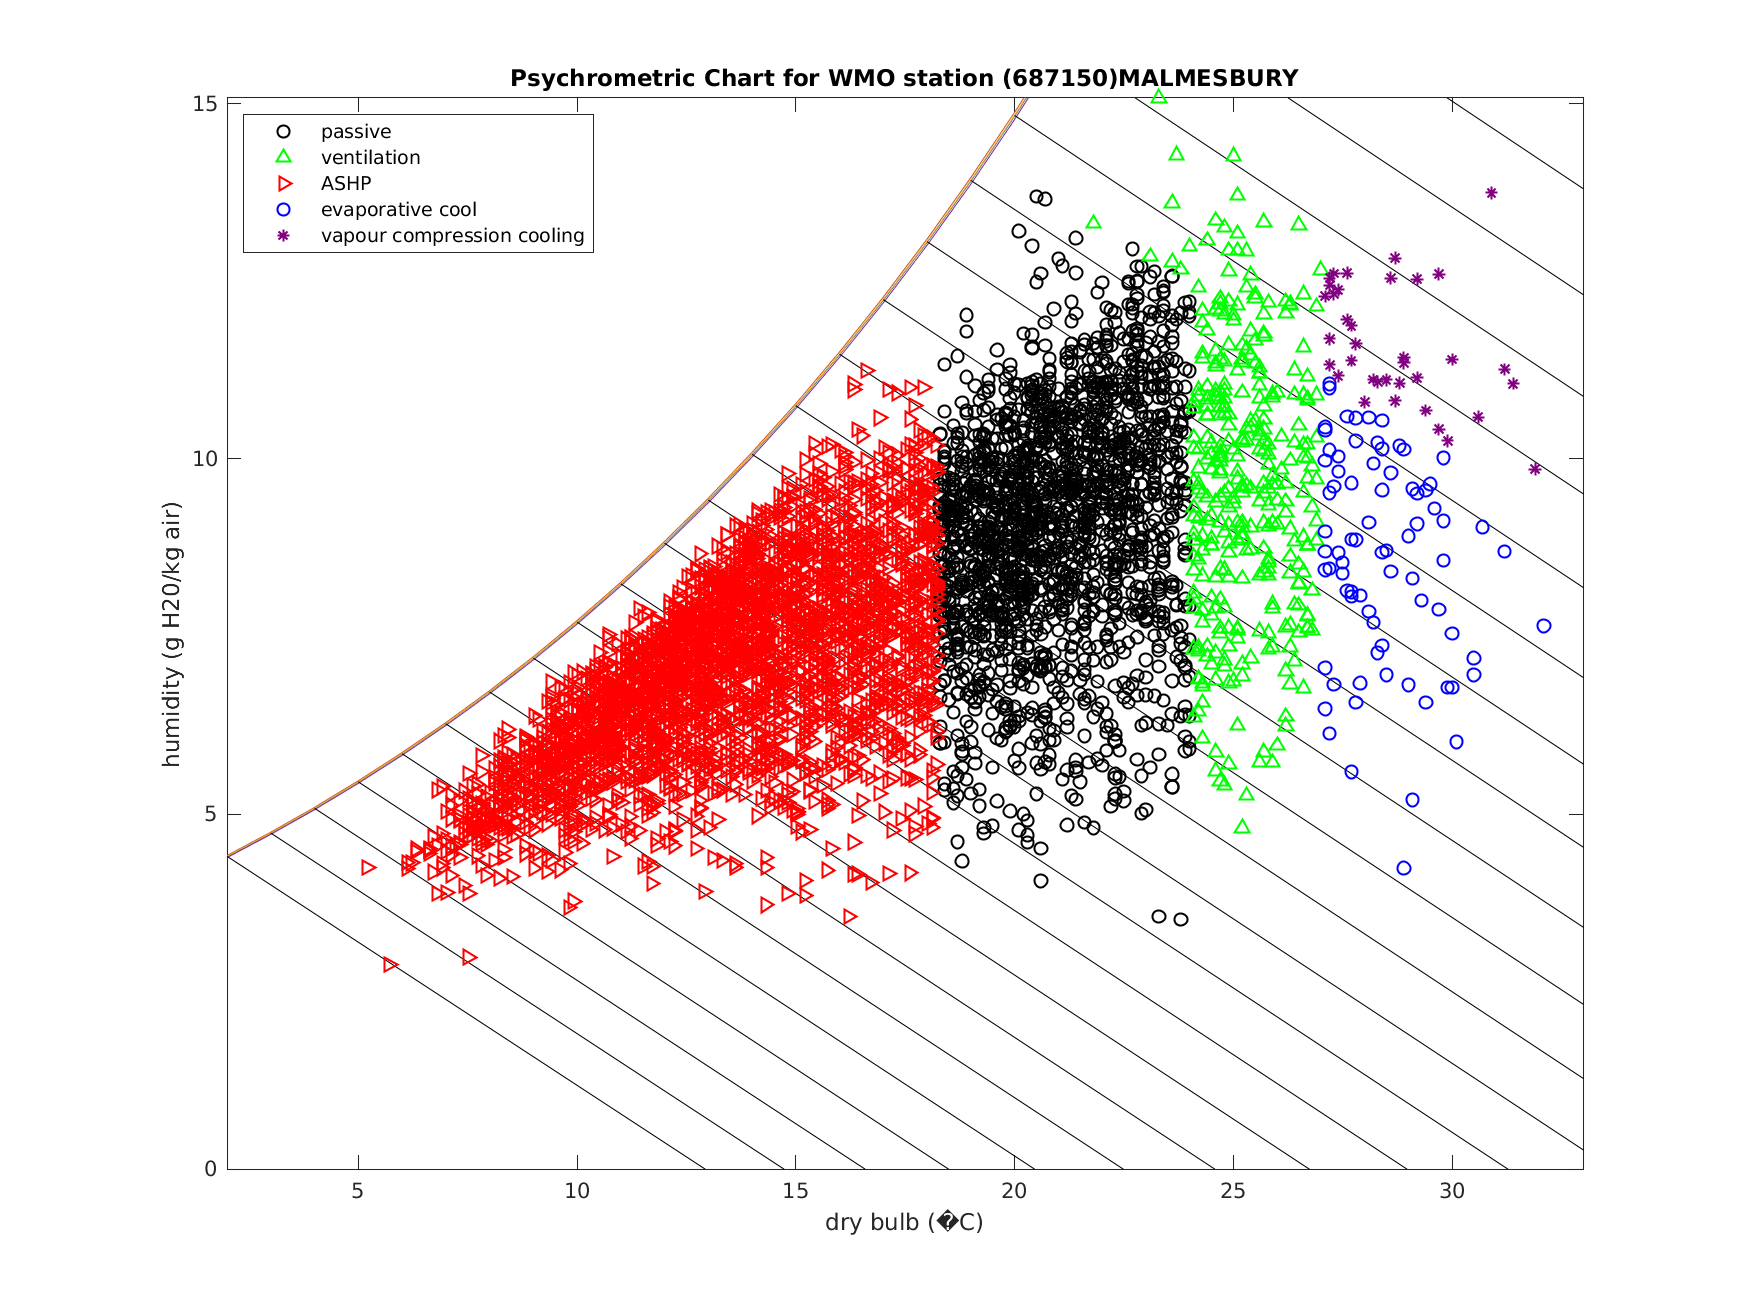 Psychrometric Chart for WMO station (687150)MALMESBURY
passive
ventilation
ASHP
evaporative cool
vapour compression cooling
15
10
5
0
humidity (g H20/kg air)
5
10
15
20
25
30
dry bulb (�C)